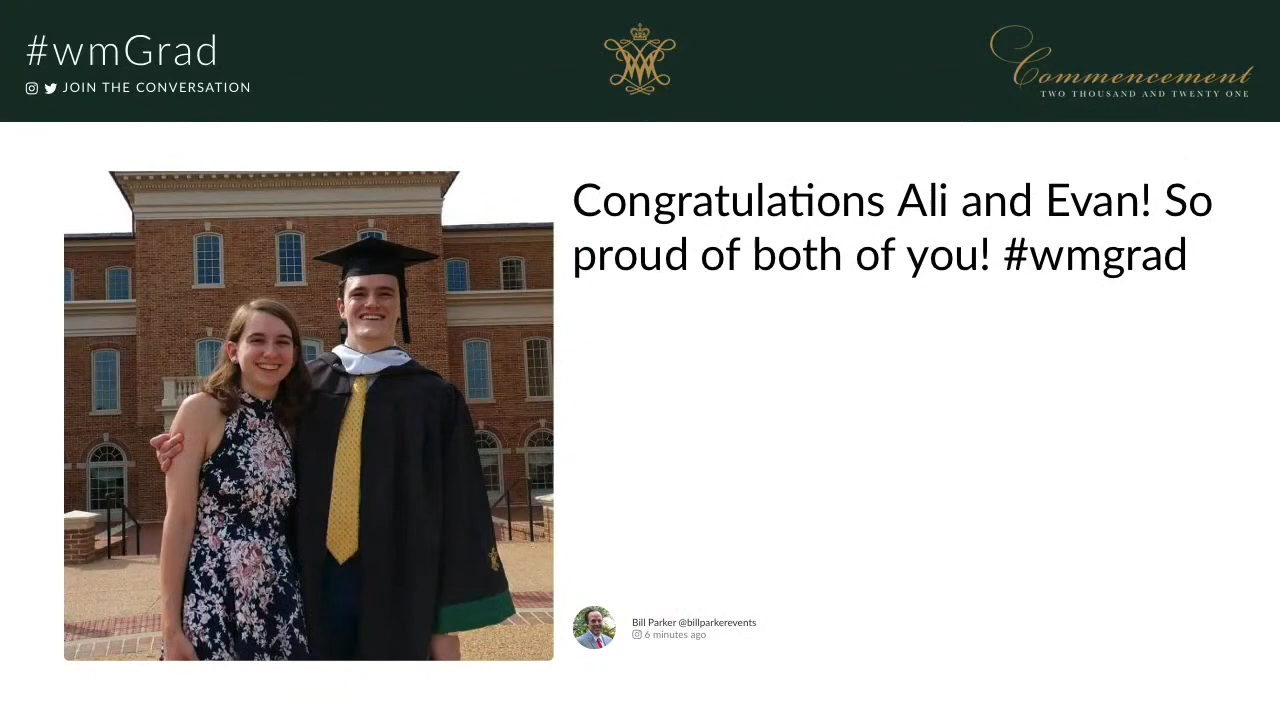 #wmGrad
JOIN THE CONVERSATION
Commencement
TWO THOUSAND AND TWENTY ONE
Congratulations Ali and Evan! So
proud of both of you! #wmgrad
Bill Parker @billparkerevents
6 minutes ago